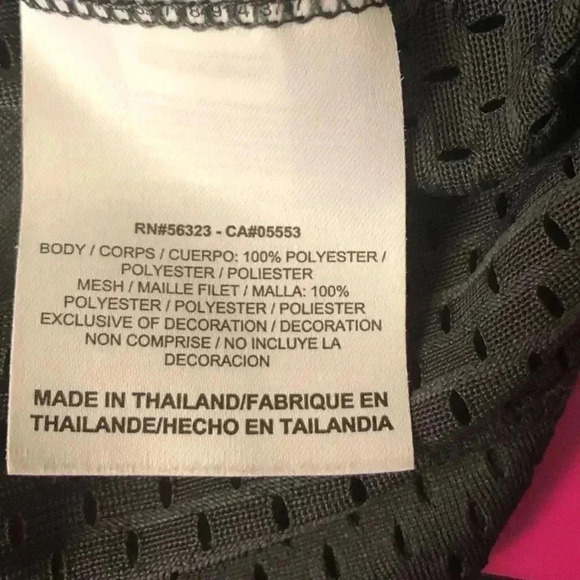 RN#56323 - CA#05553
BODY / CORPS / CUERPO: 100% POLYESTER /
POLYESTER / POLIESTER
MESH / MAILLE FILET / MALLA: 100%
POLYESTER / POLYESTER / POLIESTER
EXCLUSIVE OF DECORATION / DECORATION
NON COMPRISE / NO INCLUYE LA
DECORACION
MADE IN THAILAND/FABRIQUE EN
THAILANDE/HECHO EN TAILANDIA